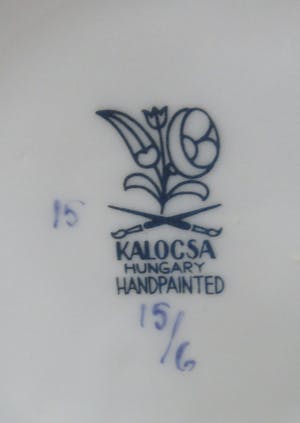 15
KALOCSA
HUNGARY
HANDPAINTED
15/6